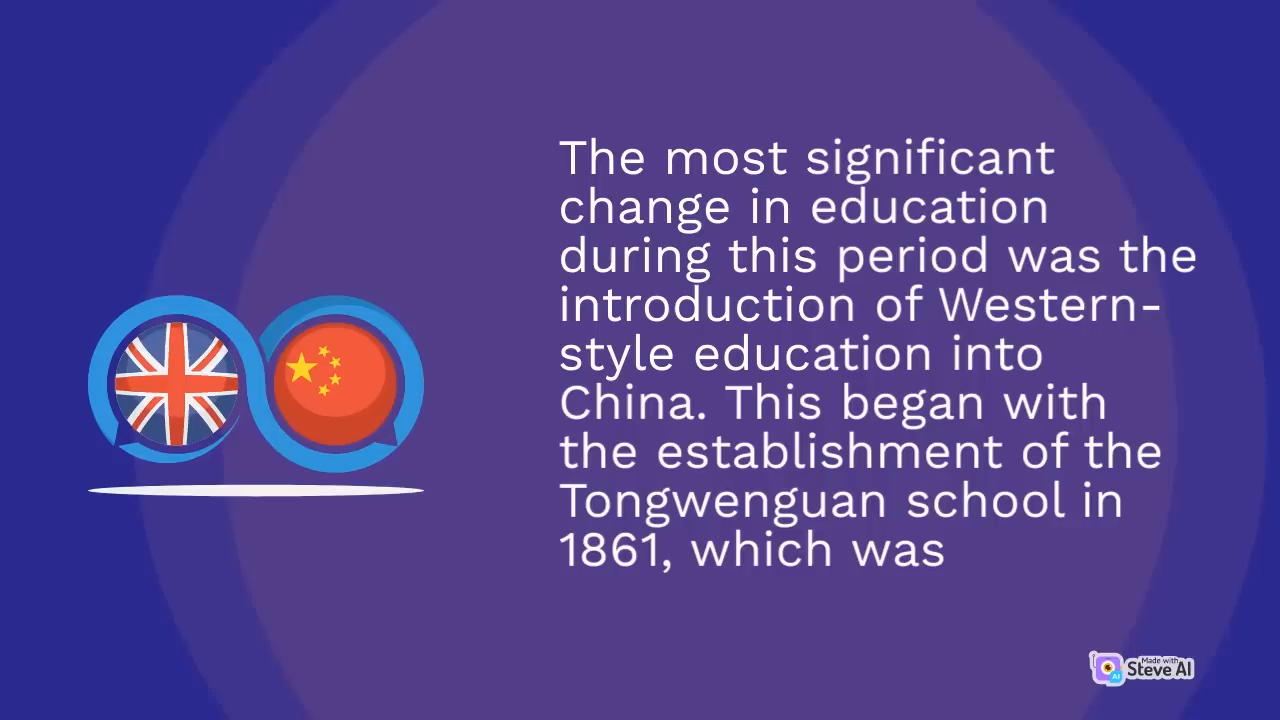 The most significant
change in education
during this period was the
introduction of Western-
style education into
China. This began with
the establishment of the
Tongwenguan school in
1861, which was
Made with
Steve AI
AI